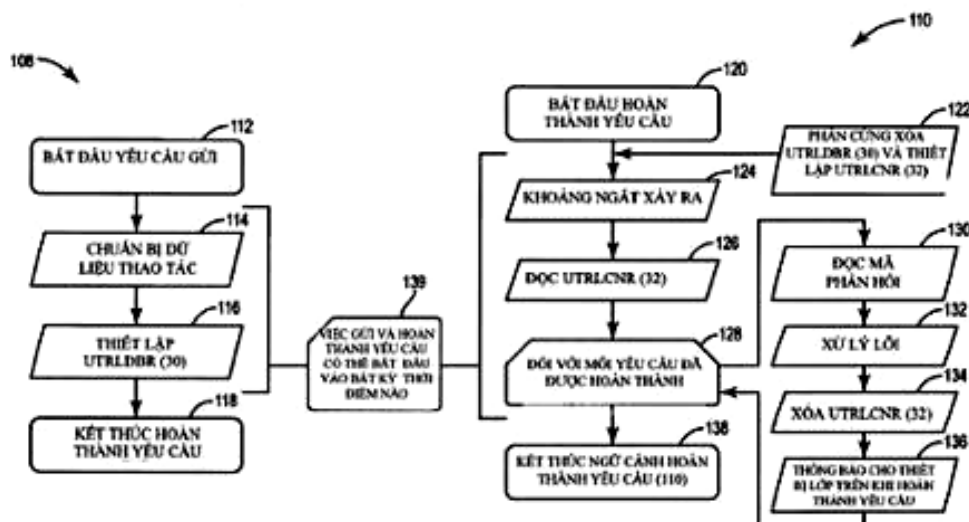 108
112
BẮT ĐẦU YÊU CẦU GỬI
114
CHUẨN BỊ DỮ
LIỆU THAO TÁC
116
THIẾT LẬP
UTRLDBR (30)
118
KẾT THÚC HOÀN
THÀNH YÊU CẦU
139
VIỆC GỬI VÀ HOÀN
THÀNH YÊU CẦU
CÓ THỂ BẮT ĐẦU
VÀO BẤT KỲ THỜI
ĐIỂM NÀO
110
120
BẮT ĐẦU HOÀN
THÀNH YÊU CẦU
122
PHẦN CỨNG XÓA
UTRLDBR (30) VÀ THIẾT
LẬP UTRLCNR (32)
124
KHOẢNG NGẮT XẢY RA
126
ĐỌC UTRLCNR (32)
128
ĐỐI VỚI MỖI YÊU CẦU ĐÃ
ĐƯỢC HOÀN THÀNH
130
ĐỌC MÃ
PHẢN HỒI
132
XỬ LÝ LỖI
134
XÓA UTRLCNR (32)
136
THÔNG BÁO CHO THIẾT
BỊ LỚP TRÊN KHI HOÀN
THÀNH YÊU CẦU
138
KẾT THÚC NGỮ CẢNH HOÀN
THÀNH YÊU CẦU (110)